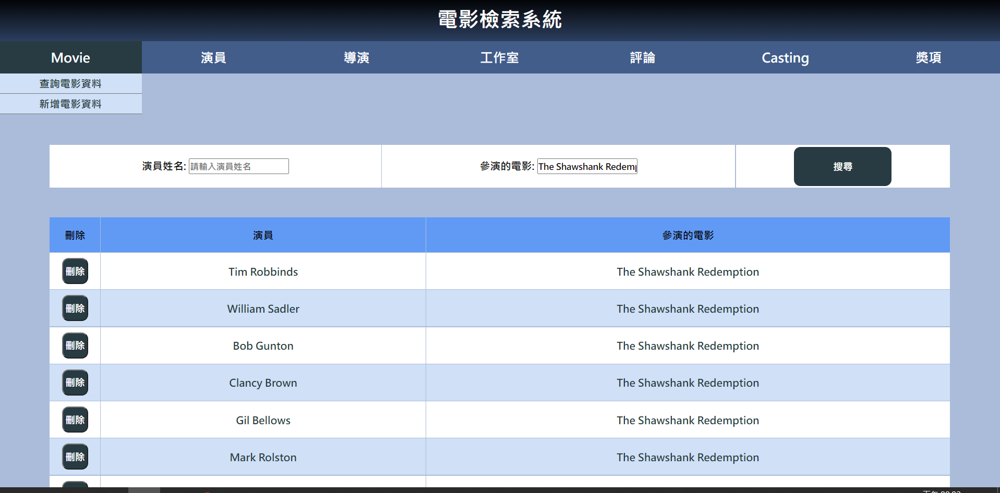 電影檢索系統
Movie 演員 導演 工作室 評論 Casting 獎項
查詢電影資料
新增電影資料
演員姓名: 請輸入演員姓名 參演的電影: The Shawshank Redem 搜尋
刪除 演員 參演的電影
刪除 Tim Robbinds The Shawshank Redemption
刪除 William Sadler The Shawshank Redemption
刪除 Bob Gunton The Shawshank Redemption
刪除 Clancy Brown The Shawshank Redemption
刪除 Gil Bellows The Shawshank Redemption
刪除 Mark Rolston The Shawshank Redemption